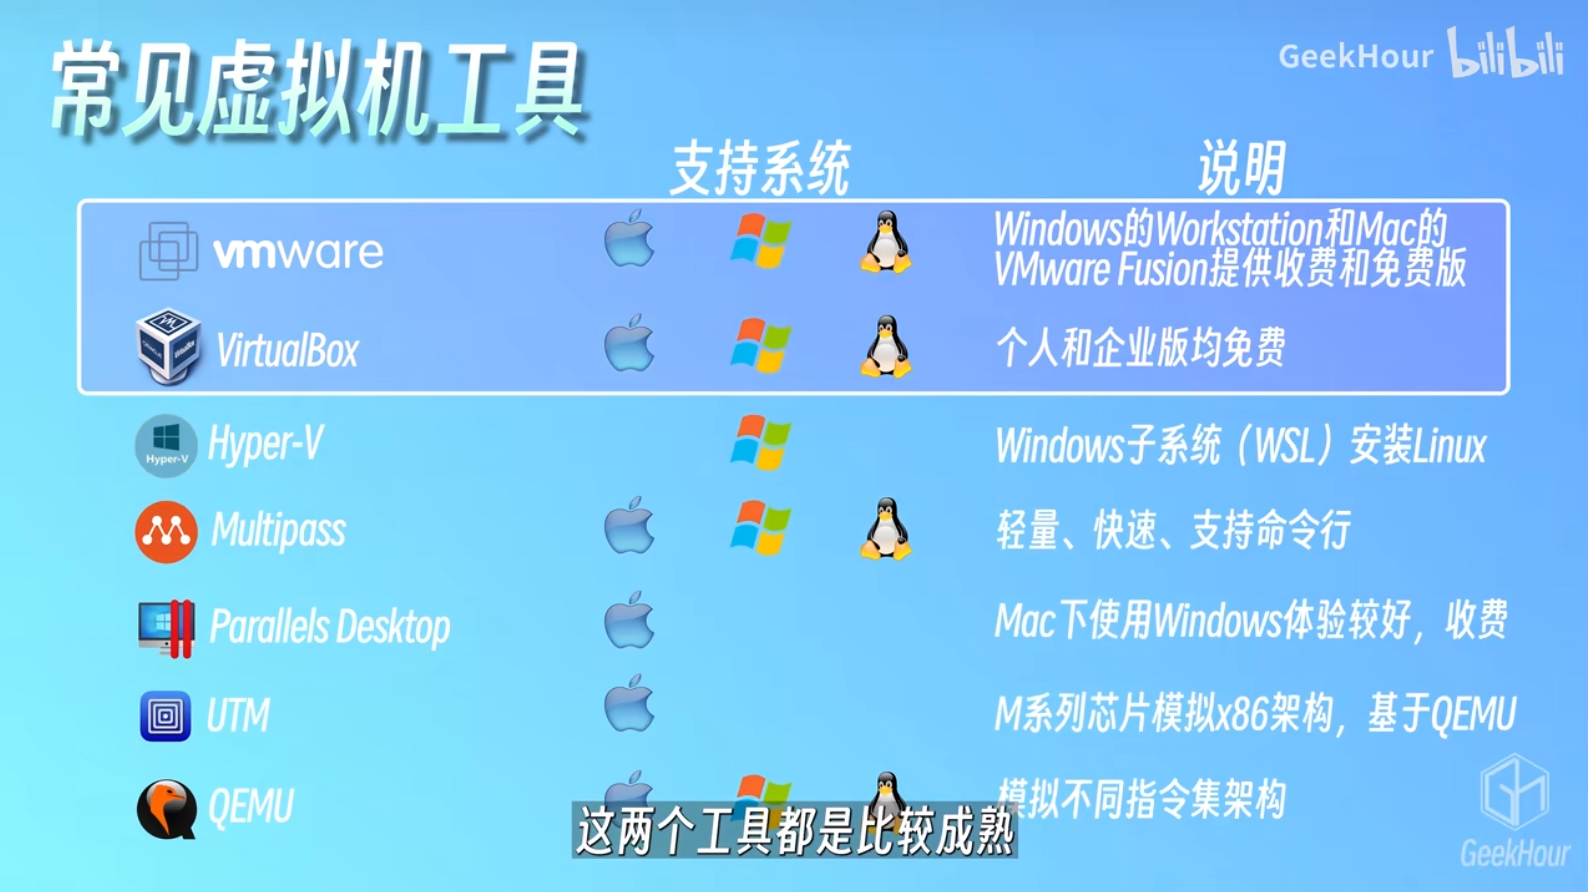 常见虚拟机工具
GeekHour bilibili
支持系统 说明
vmware Windows的Workstation和Mac的
VMware Fusion提供收费和免费版
VirtualBox 个人和企业版均免费
Hyper-V Hyper-V Windows子系统（WSL）安装Linux
Multipass 轻量、快速、支持命令行
Parallels Desktop Mac下使用Windows体验较好，收费
UTM M系列芯片模拟x86架构，基于QEMU
QEMU 模拟不同指令集架构
这两个工具都是比较成熟
GeekHour